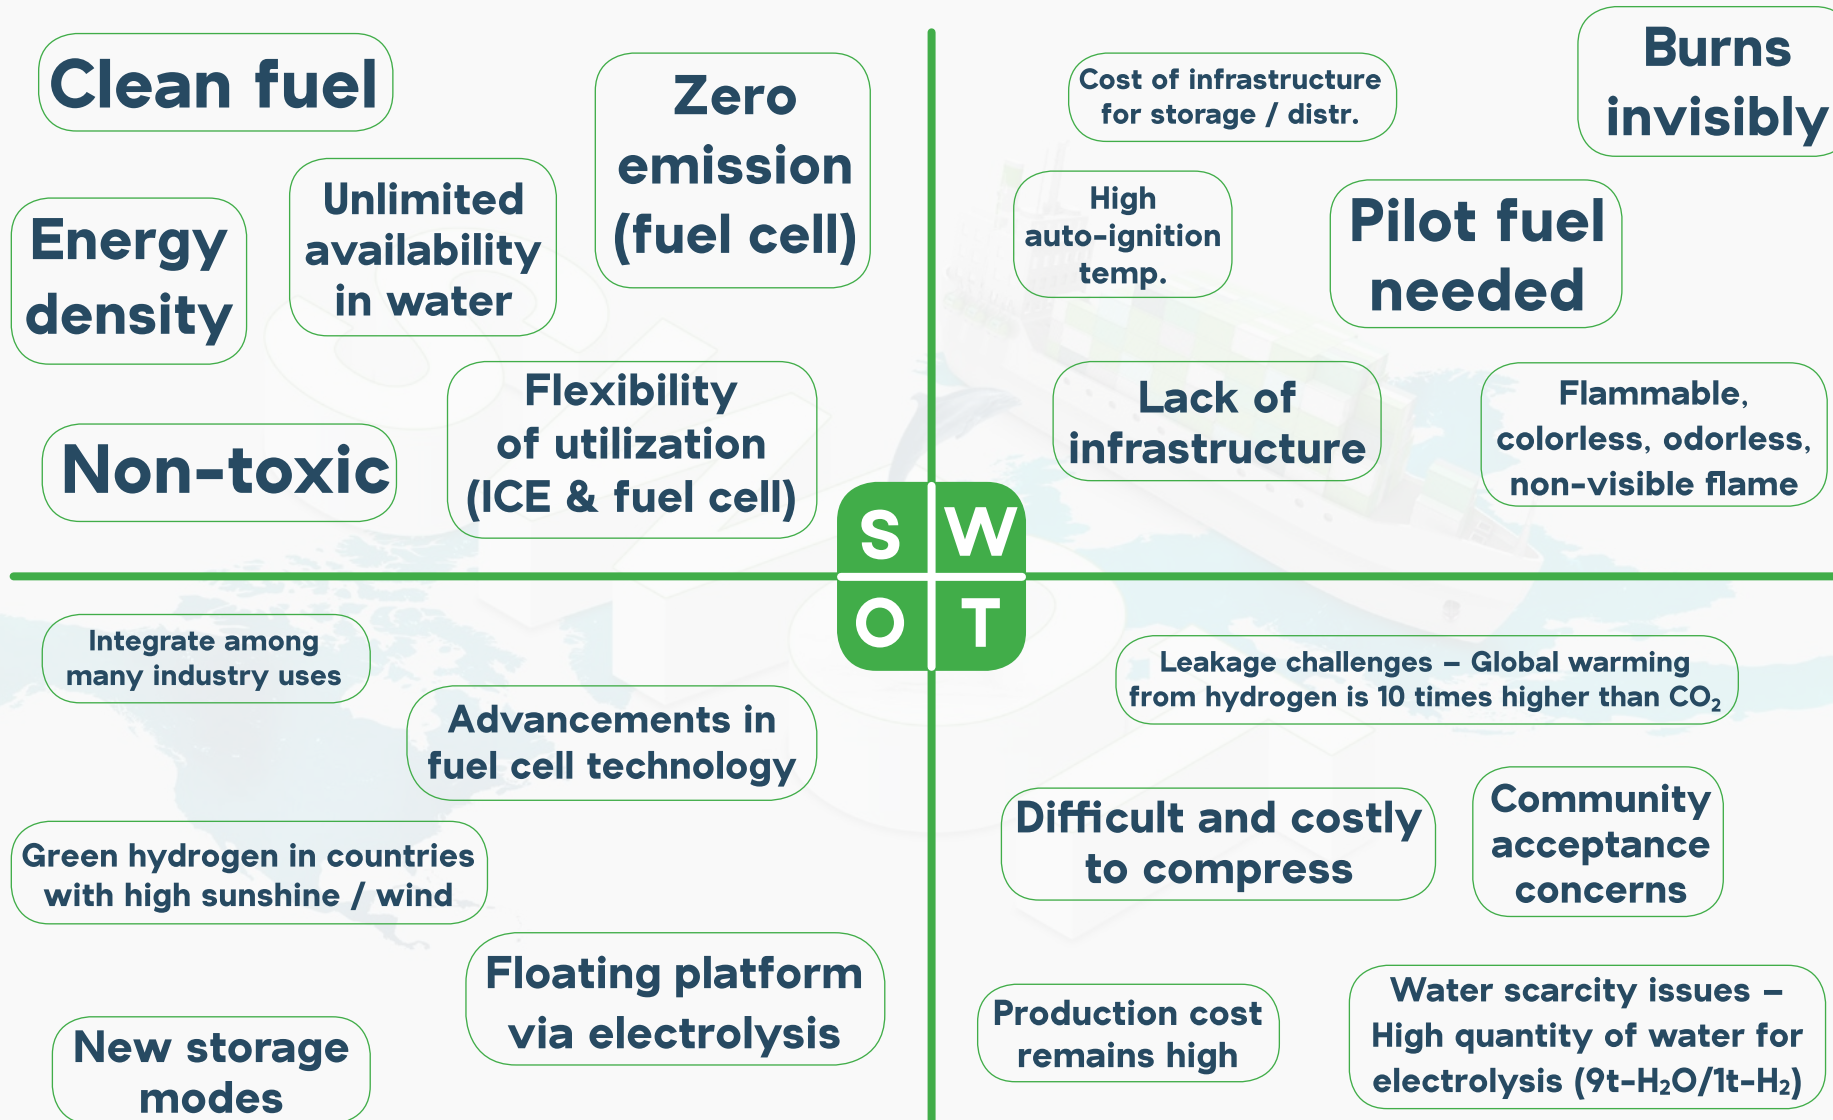 Clean fuel
Zero
emission
(fuel cell)
Unlimited
availability
in water
Energy
density
Flexibility
of utilization
(ICE & fuel cell)
Non-toxic
Cost of infrastructure
for storage / distr.
Burns
invisibly
High
auto-ignition
temp.
Pilot fuel
needed
Lack of
infrastructure
Flammable,
colorless, odorless,
non-visible flame
S
W
O
T
Integrate among
many industry uses
Advancements in
fuel cell technology
Green hydrogen in countries
with high sunshine / wind
Floating platform
via electrolysis
New storage
modes
Leakage challenges – Global warming
from hydrogen is 10 times higher than CO₂
Difficult and costly
to compress
Community
acceptance
concerns
Production cost
remains high
Water scarcity issues –
High quantity of water for
electrolysis (9t-H₂O/1t-H₂)